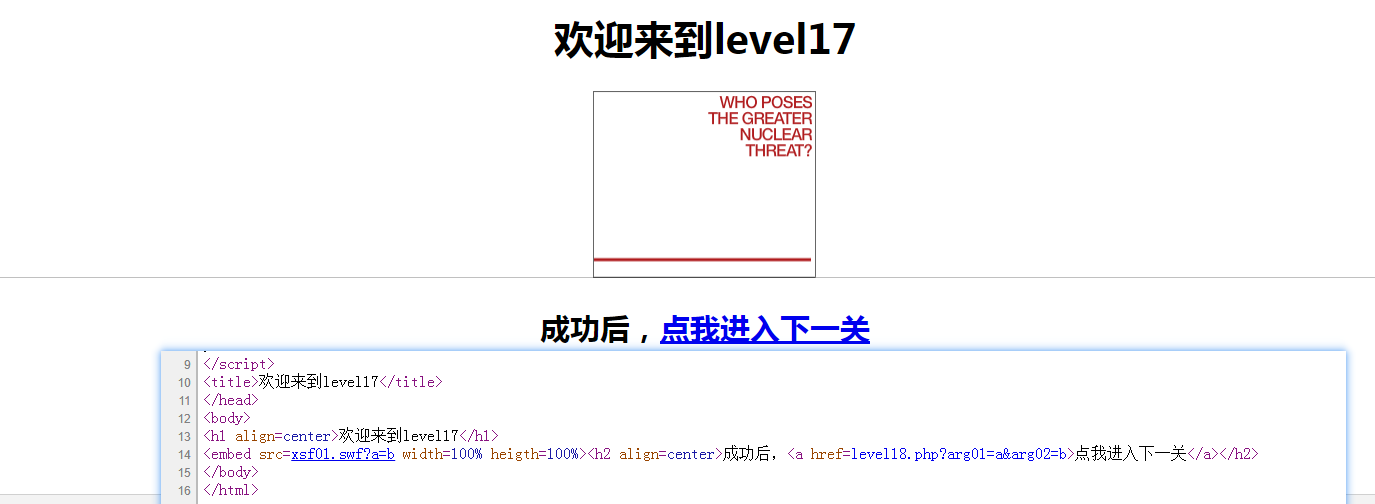 欢迎来到level17
WHO POSES
THE GREATER
NUCLEAR
THREAT?
成功后，点我进入下一关
9 </script>
10 <title>欢迎来到level17</title>
11 </head>
12 <body>
13 <h1 align=center>欢迎来到level17</h1>
14 <embed src=xsf01.swf?a=b width=100% heigth=100%><h2 align=center>成功后，<a href=level18.php?arg01=a&arg02=b>点我进入下一关</a></h2>
15 </body>
16 </html>